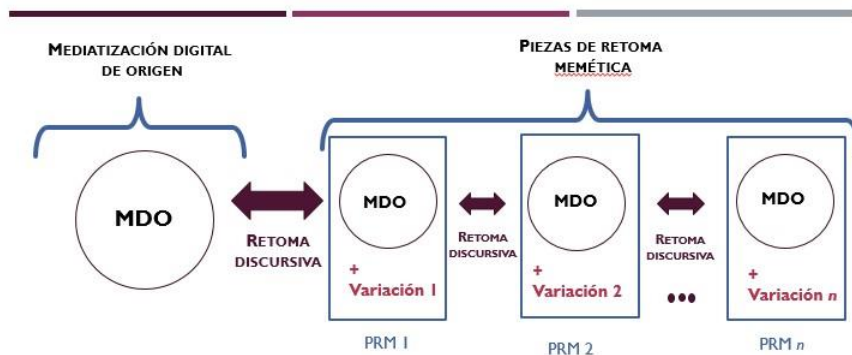 MEDIATIZACIÓN DIGITAL
DE ORIGEN
PIEZAS DE RETOMA
MEMÉTICA
MDO
RETOMA
DISCURSIVA
MDO
+
Variación 1
PRM 1
RETOMA
DISCURSIVA
MDO
+
Variación 2
PRM 2
RETOMA
DISCURSIVA
•••
MDO
+
Variación n
PRM n